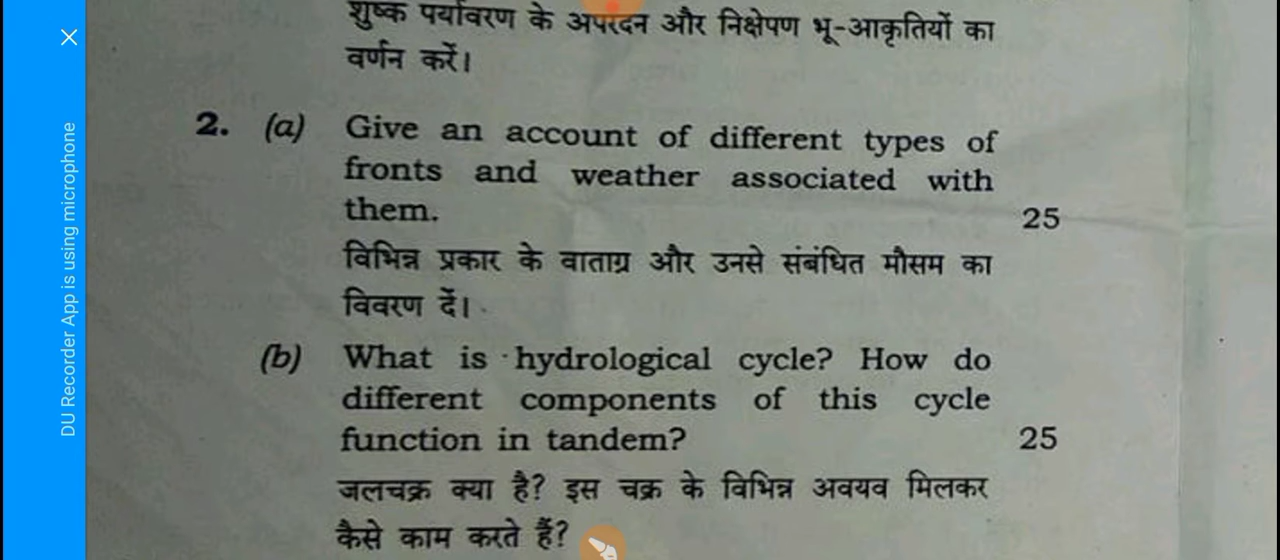 DU Recorder App is using microphone
शुष्क पर्यावरण के अपरदन और निक्षेपण भू-आकृतियों का
वर्णन करें।
2. (a) Give an account of different types of
fronts and weather associated with
them. 25
विभिन्न प्रकार के वाताग्र और उनसे संबंधित मौसम का
विवरण दें।
(b) What is hydrological cycle? How do
different components of this cycle
function in tandem? 25
जलचक्र क्या है? इस चक्र के विभिन्न अवयव मिलकर
कैसे काम करते हैं?